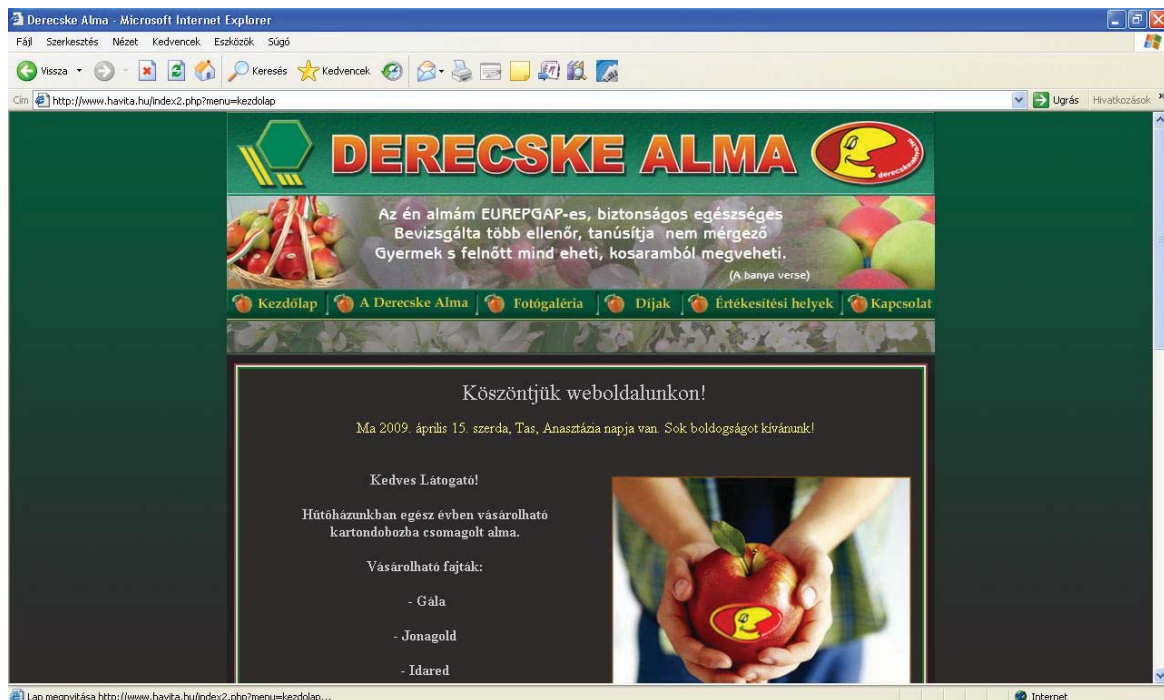 Derecske Alma - Microsoft Internet Explorer
Fájl Szerkesztés Nézet Kedvencek Eszközök Súgó
Vissza Keresés Kedvencek
Cím http://www.havita.hu/index2.php?menu=kezdolap Ugrás Hivatkozások »
DERECSKE ALMA
Az én almám EUREPGAP-es, biztonságos egészséges
Bevizsgálta több ellenőr, tanúsítja nem mérgező
Gyermek s felnőtt mind eheti, kosaramból megveheti.
(A banya verse)
Kezdőlap A Derecske Alma Fotógaléria Díjak Értékesítési helyek Kapcsolat
Köszöntjük weboldalunkon!
Ma 2009. április 15. szerda, Tas, Anasztázia napja van. Sok boldogságot kívánunk!
Kedves Látogató!
Hűtőházunkban egész évben vásárolható
kartondobozba csomagolt alma.
Vásárolható fajták:
- Gála
- Jonagold
- Idared
Lap megnyitása http://www.havita.hu/index2.php?menu=kezdolap... Internet